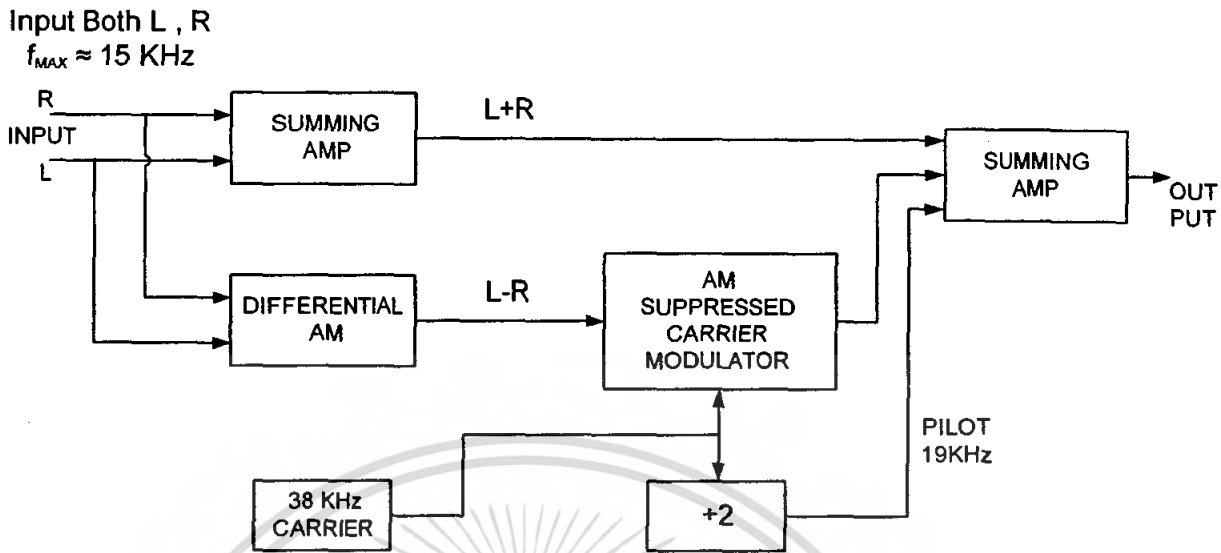 Input Both L , R
fMAX ≈ 15 KHz
R
INPUT
L
SUMMING
AMP
L+R
SUMMING
AMP
OUT
PUT
DIFFERENTIAL
AM
L-R
AM
SUPPRESSED
CARRIER
MODULATOR
PILOT
19KHz
38 KHz
CARRIER
+2